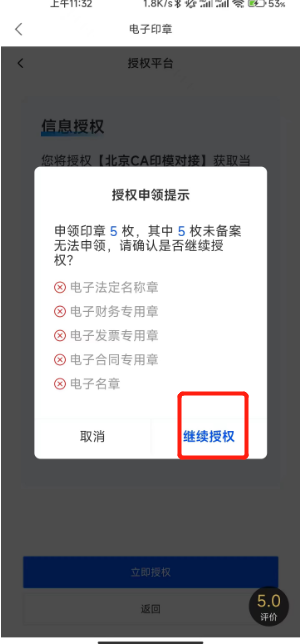 上午11:32 1.8K/s 53%
电子印章
授权平台
信息授权
您将授权【北京CA印模对接】获取当
授权申领提示
申领印章 5 枚，其中 5 枚未备案
无法申领，请确认是否继续授
权？
电子法定名称章
电子财务专用章
电子发票专用章
电子合同专用章
电子名章
取消 继续授权
立即授权
返回
5.0
评价